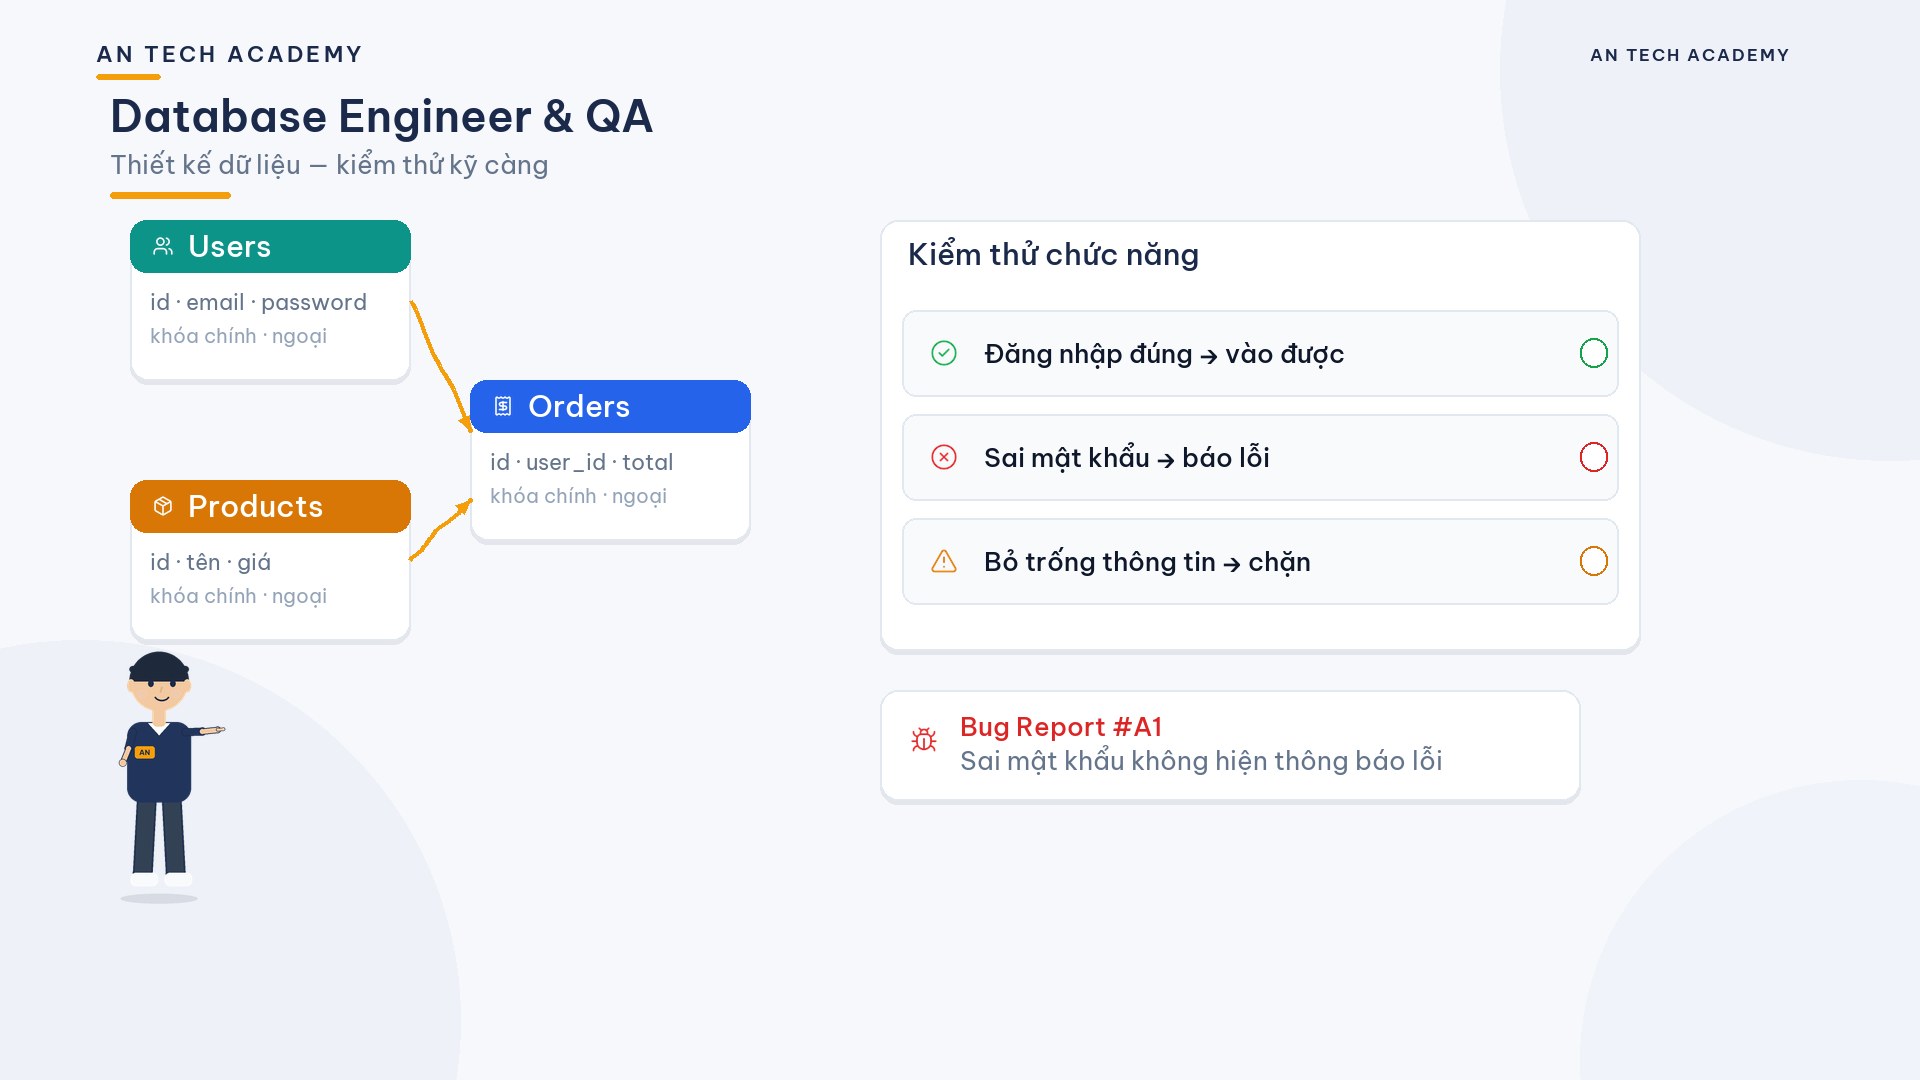 AN TECH ACADEMY
AN TECH ACADEMY
Database Engineer & QA
Thiết kế dữ liệu — kiểm thử kỹ càng
Users
id · email · password
khóa chính · ngoại
Orders
id · user_id · total
khóa chính · ngoại
Products
id · tên · giá
khóa chính · ngoại
AN
Kiểm thử chức năng
Đăng nhập đúng → vào được
Sai mật khẩu → báo lỗi
Bỏ trống thông tin → chặn
Bug Report #A1
Sai mật khẩu không hiện thông báo lỗi